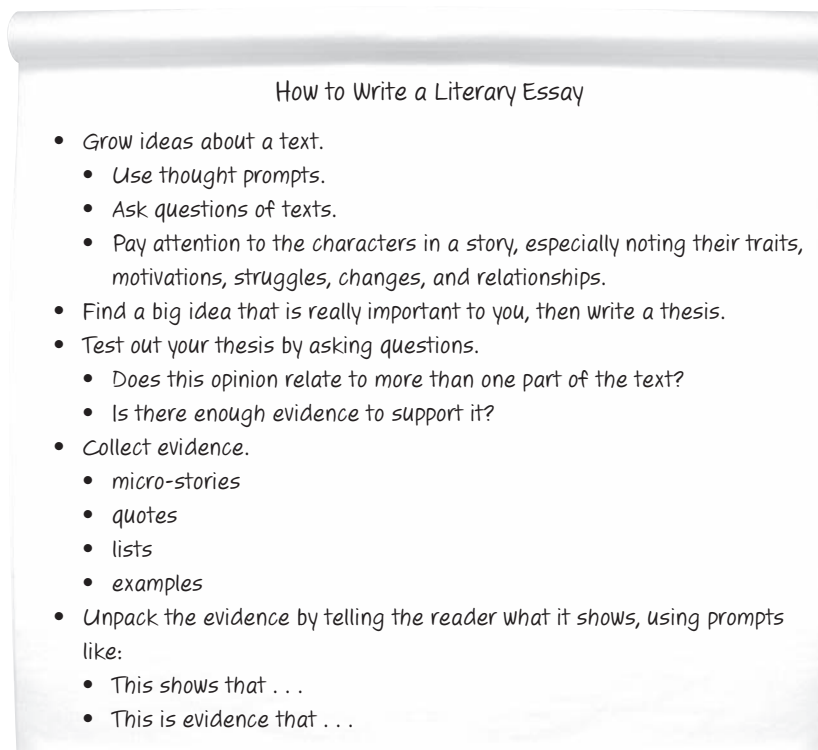 How to Write a Literary Essay
• Grow ideas about a text.
• Use thought prompts.
• Ask questions of texts.
• Pay attention to the characters in a story, especially noting their traits,
motivations, struggles, changes, and relationships.
• Find a big idea that is really important to you, then write a thesis.
• Test out your thesis by asking questions.
• Does this opinion relate to more than one part of the text?
• Is there enough evidence to support it?
• Collect evidence.
• micro-stories
• quotes
• lists
• examples
• Unpack the evidence by telling the reader what it shows, using prompts
like:
• This shows that . . .
• This is evidence that . . .